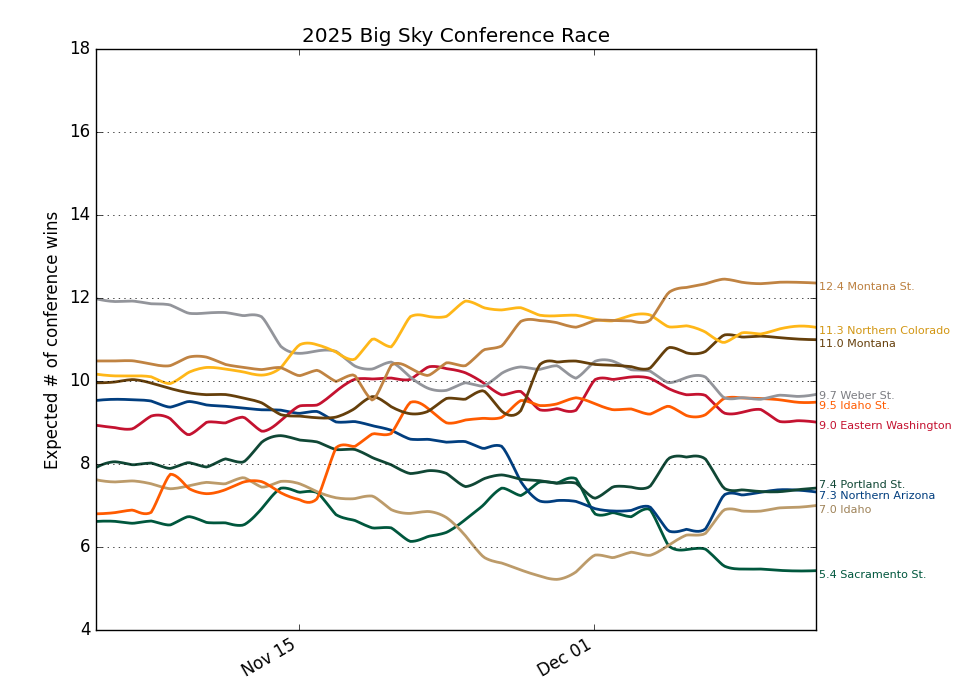 2025 Big Sky Conference Race
Expected # of conference wins
18
16
14
12
10
8
6
4
Nov 15
Dec 01
12.4 Montana St.
11.3 Northern Colorado
11.0 Montana
9.7 Weber St.
9.5 Idaho St.
9.0 Eastern Washington
7.4 Portland St.
7.3 Northern Arizona
7.0 Idaho
5.4 Sacramento St.